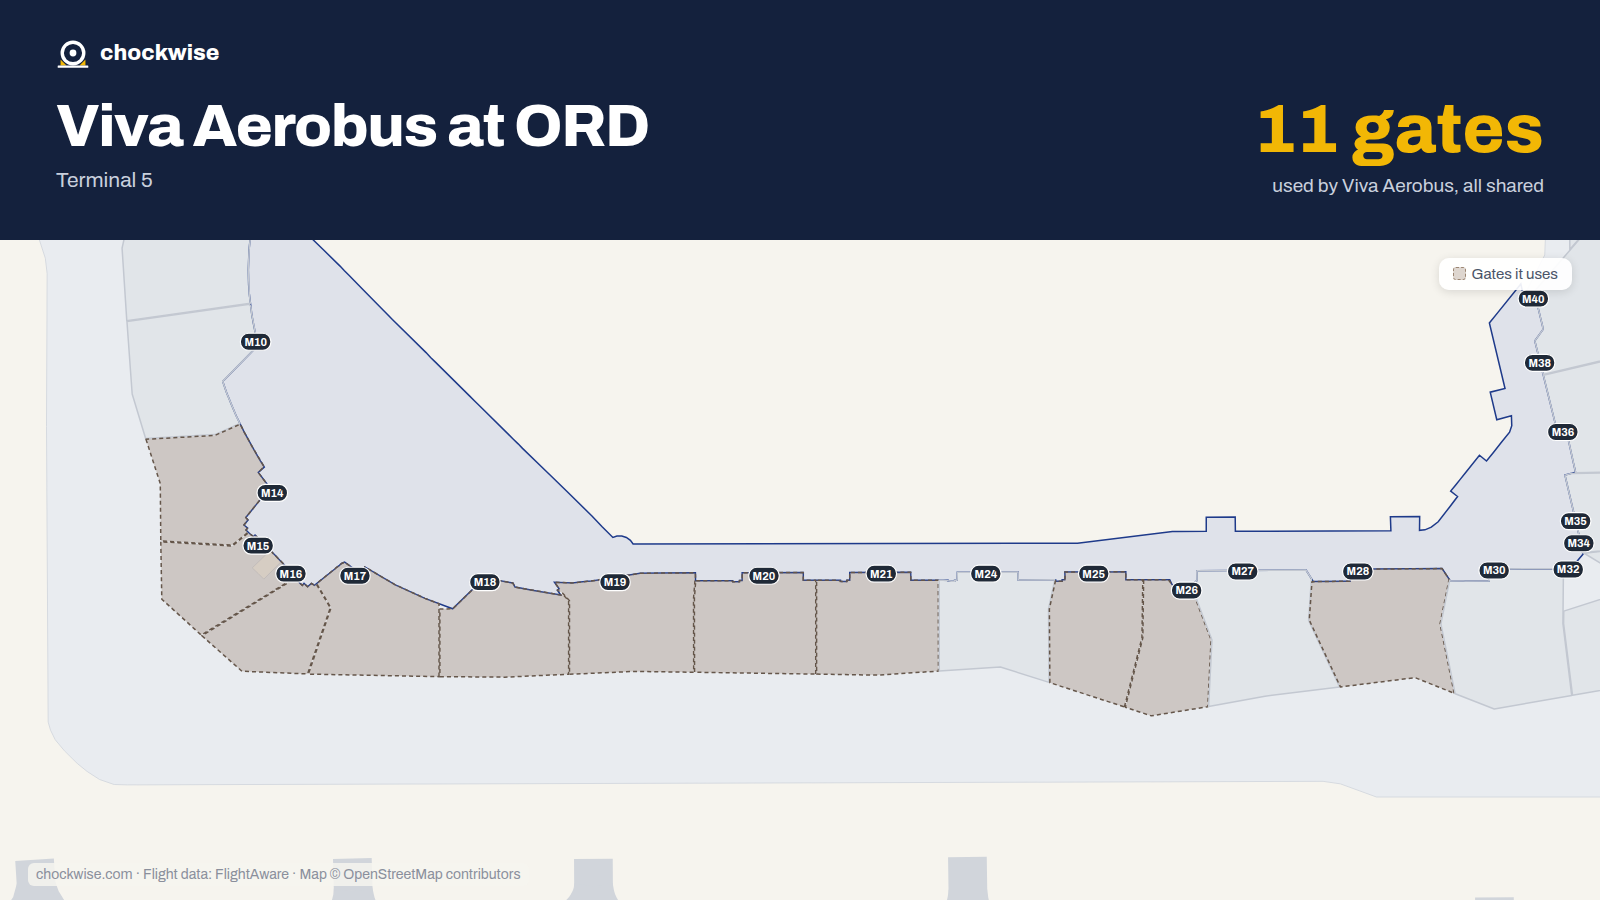 chockwise
Viva Aerobus at ORD
Terminal 5
11 gates
used by Viva Aerobus, all shared
Gates it uses
M40
M10
M38
M36
M14
M35
M34
M15
M16
M17
M18
M19
M20
M21
M24
M25
M26
M27
M28
M30
M32
chockwise.com · Flight data: FlightAware · Map © OpenStreetMap contributors